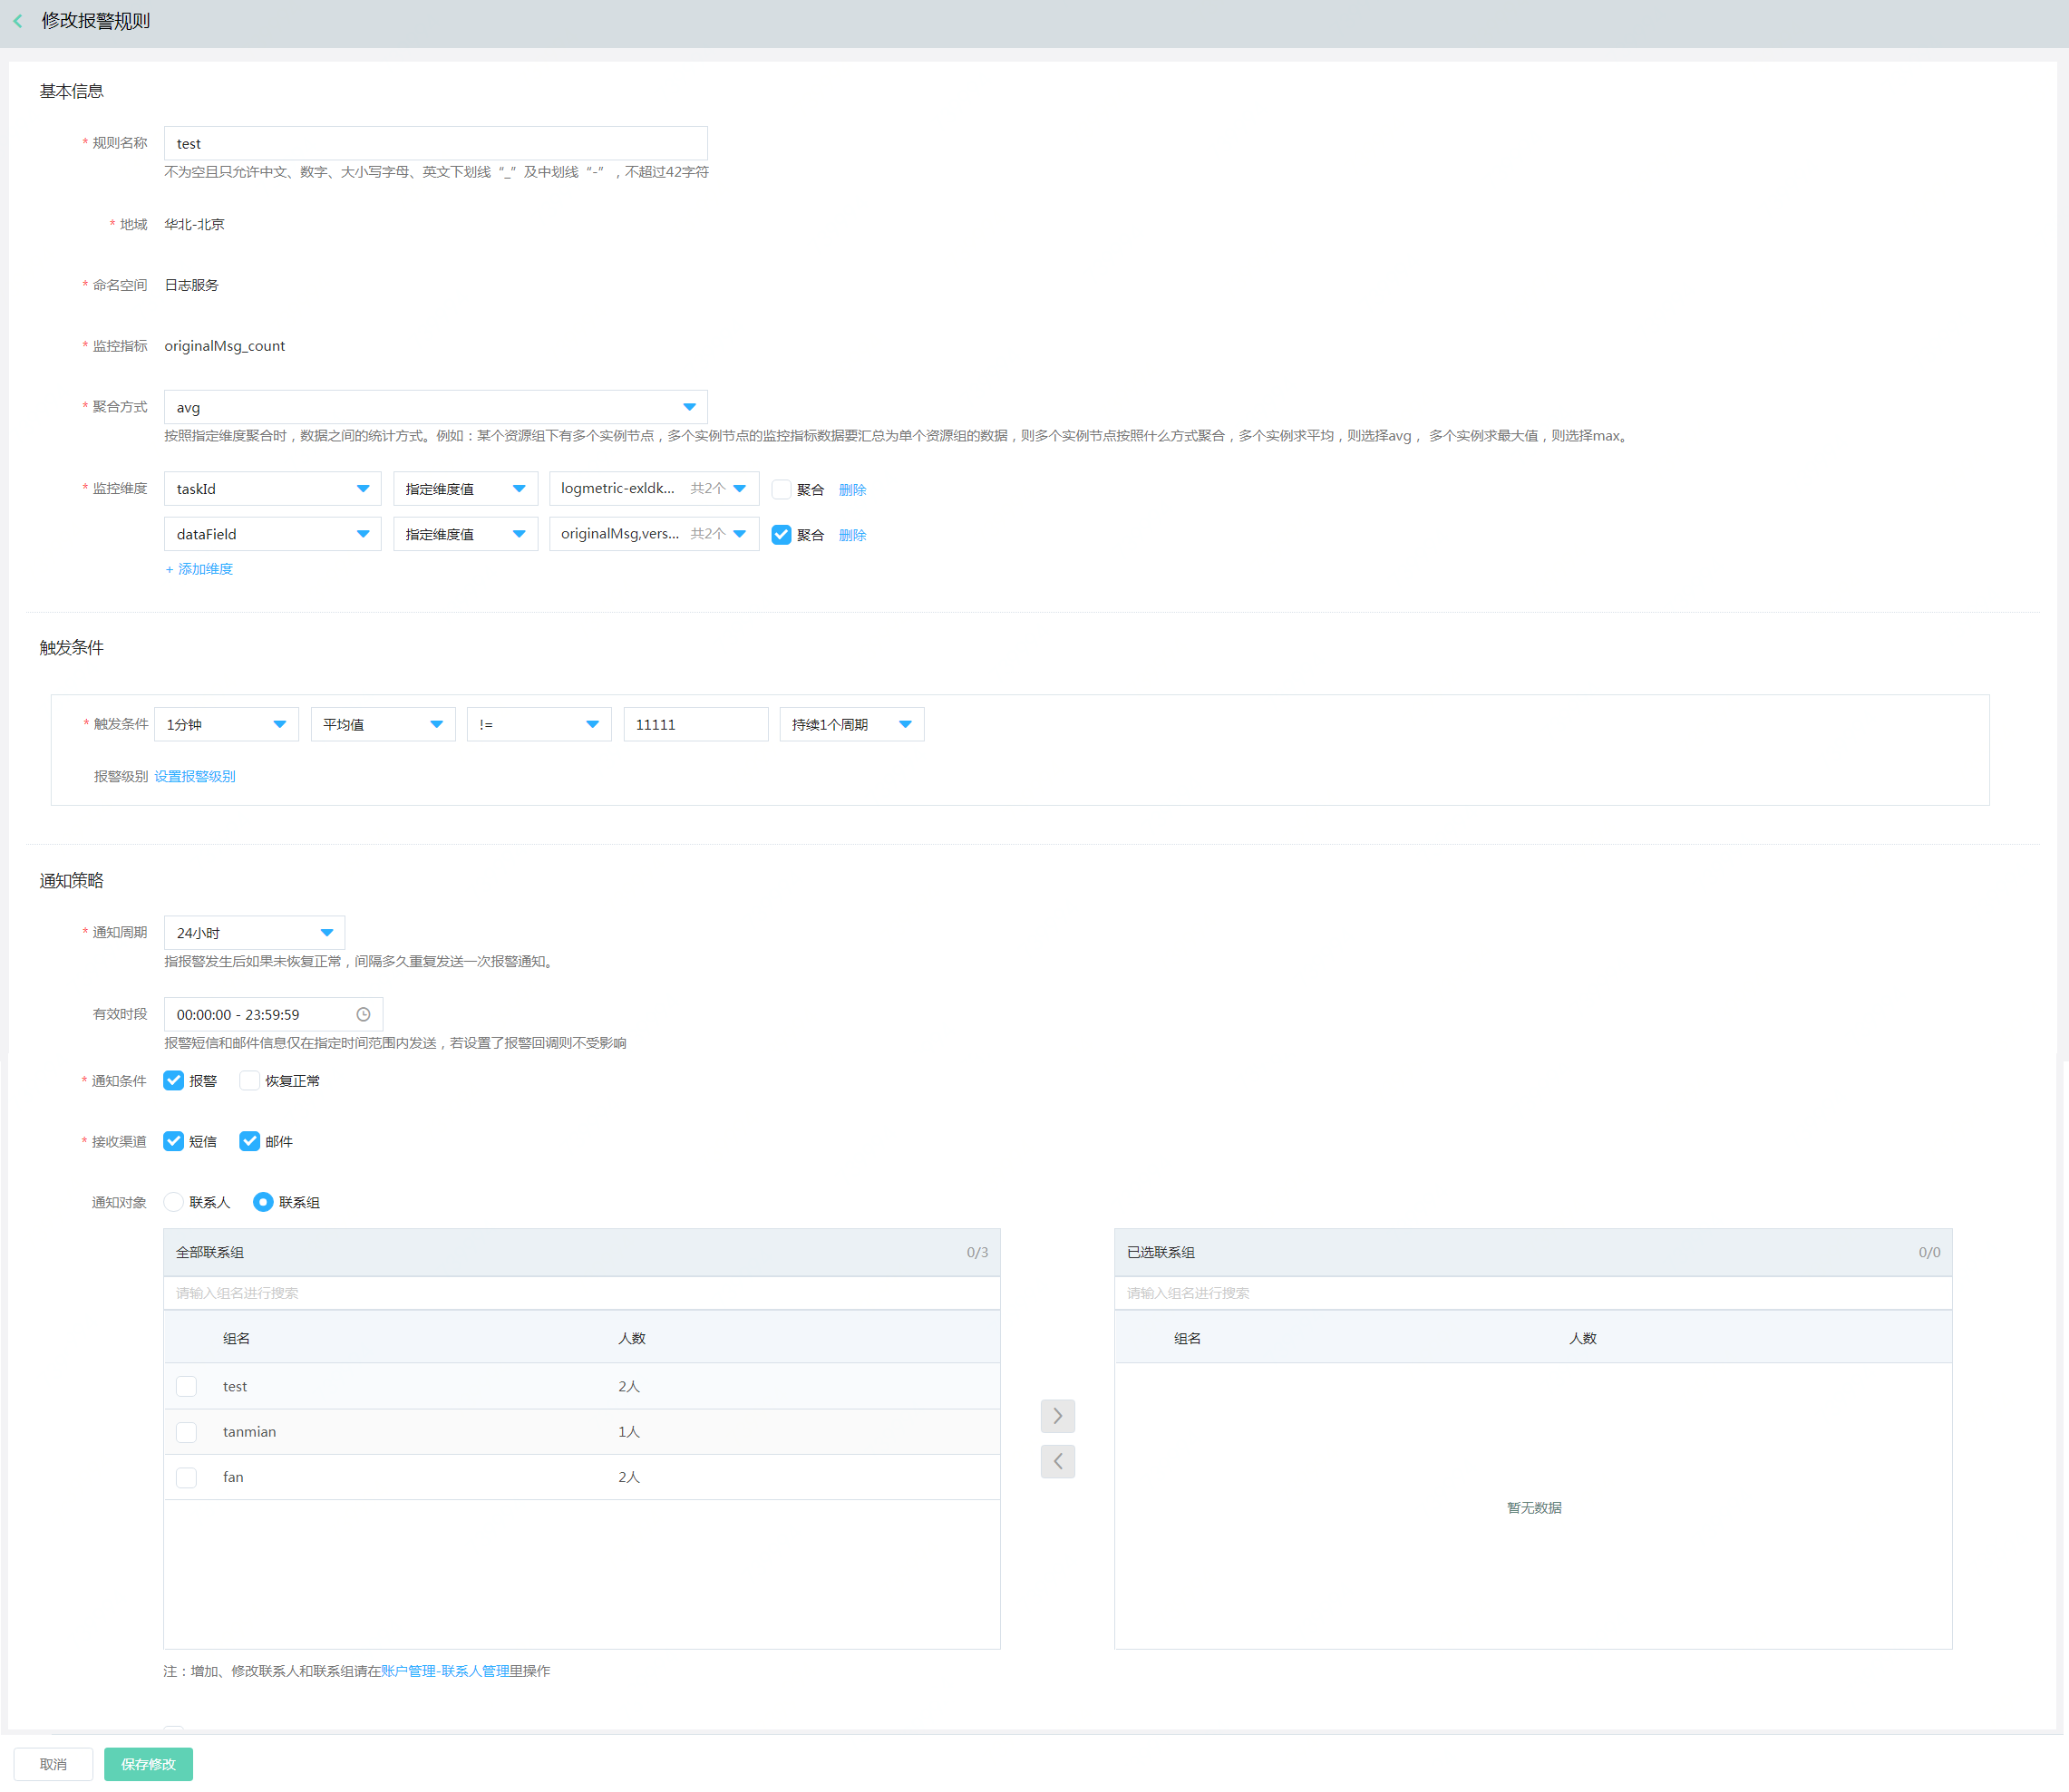 修改报警规则
基本信息
* 规则名称 test
不为空且只允许中文、数字、大小写字母、英文下划线“_”及中划线“-”，不超过42字符
* 地域 华北-北京
* 命名空间 日志服务
* 监控指标 originalMsg_count
* 聚合方式 avg
按照指定维度聚合时，数据之间的统计方式。例如：某个资源组下有多个实例节点，多个实例节点的监控指标数据要汇总为单个资源组的数据，则多个实例节点按照什么方式聚合，多个实例求平均，则选择avg， 多个实例求最大值，则选择max。
* 监控维度 taskId 指定维度值 logmetric-exldk... 共2个 聚合 删除
dataField 指定维度值 originalMsg,vers... 共2个 聚合 删除
+ 添加维度
触发条件
* 触发条件 1分钟 平均值 != 11111 持续1个周期
报警级别 设置报警级别
通知策略
* 通知周期 24小时
指报警发生后如果未恢复正常，间隔多久重复发送一次报警通知。
有效时段 00:00:00 - 23:59:59
报警短信和邮件信息仅在指定时间范围内发送，若设置了报警回调则不受影响
* 通知条件 报警 恢复正常
* 接收渠道 短信 邮件
通知对象 联系人 联系组
全部联系组 0/3
请输入组名进行搜索
组名 人数
test 2人
tanmian 1人
fan 2人
已选联系组 0/0
请输入组名进行搜索
组名 人数
暂无数据
注：增加、修改联系人和联系组请在账户管理-联系人管理里操作
取消 保存修改